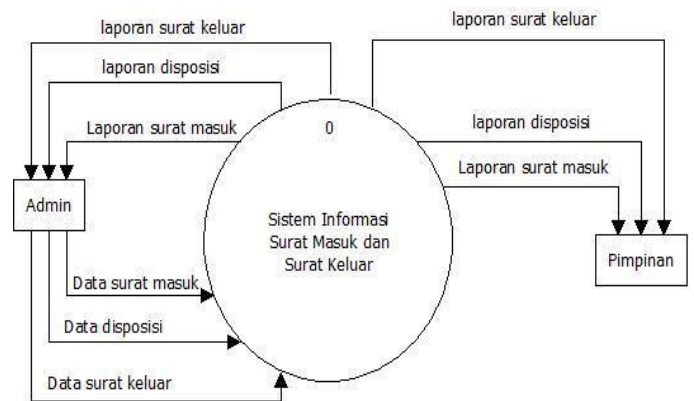 laporan surat keluar
laporan surat keluar
laporan disposisi
Laporan surat masuk
0
laporan disposisi
Laporan surat masuk
Admin
Sistem Informasi
Surat Masuk dan
Surat Keluar
Pimpinan
Data surat masuk
Data disposisi
Data surat keluar